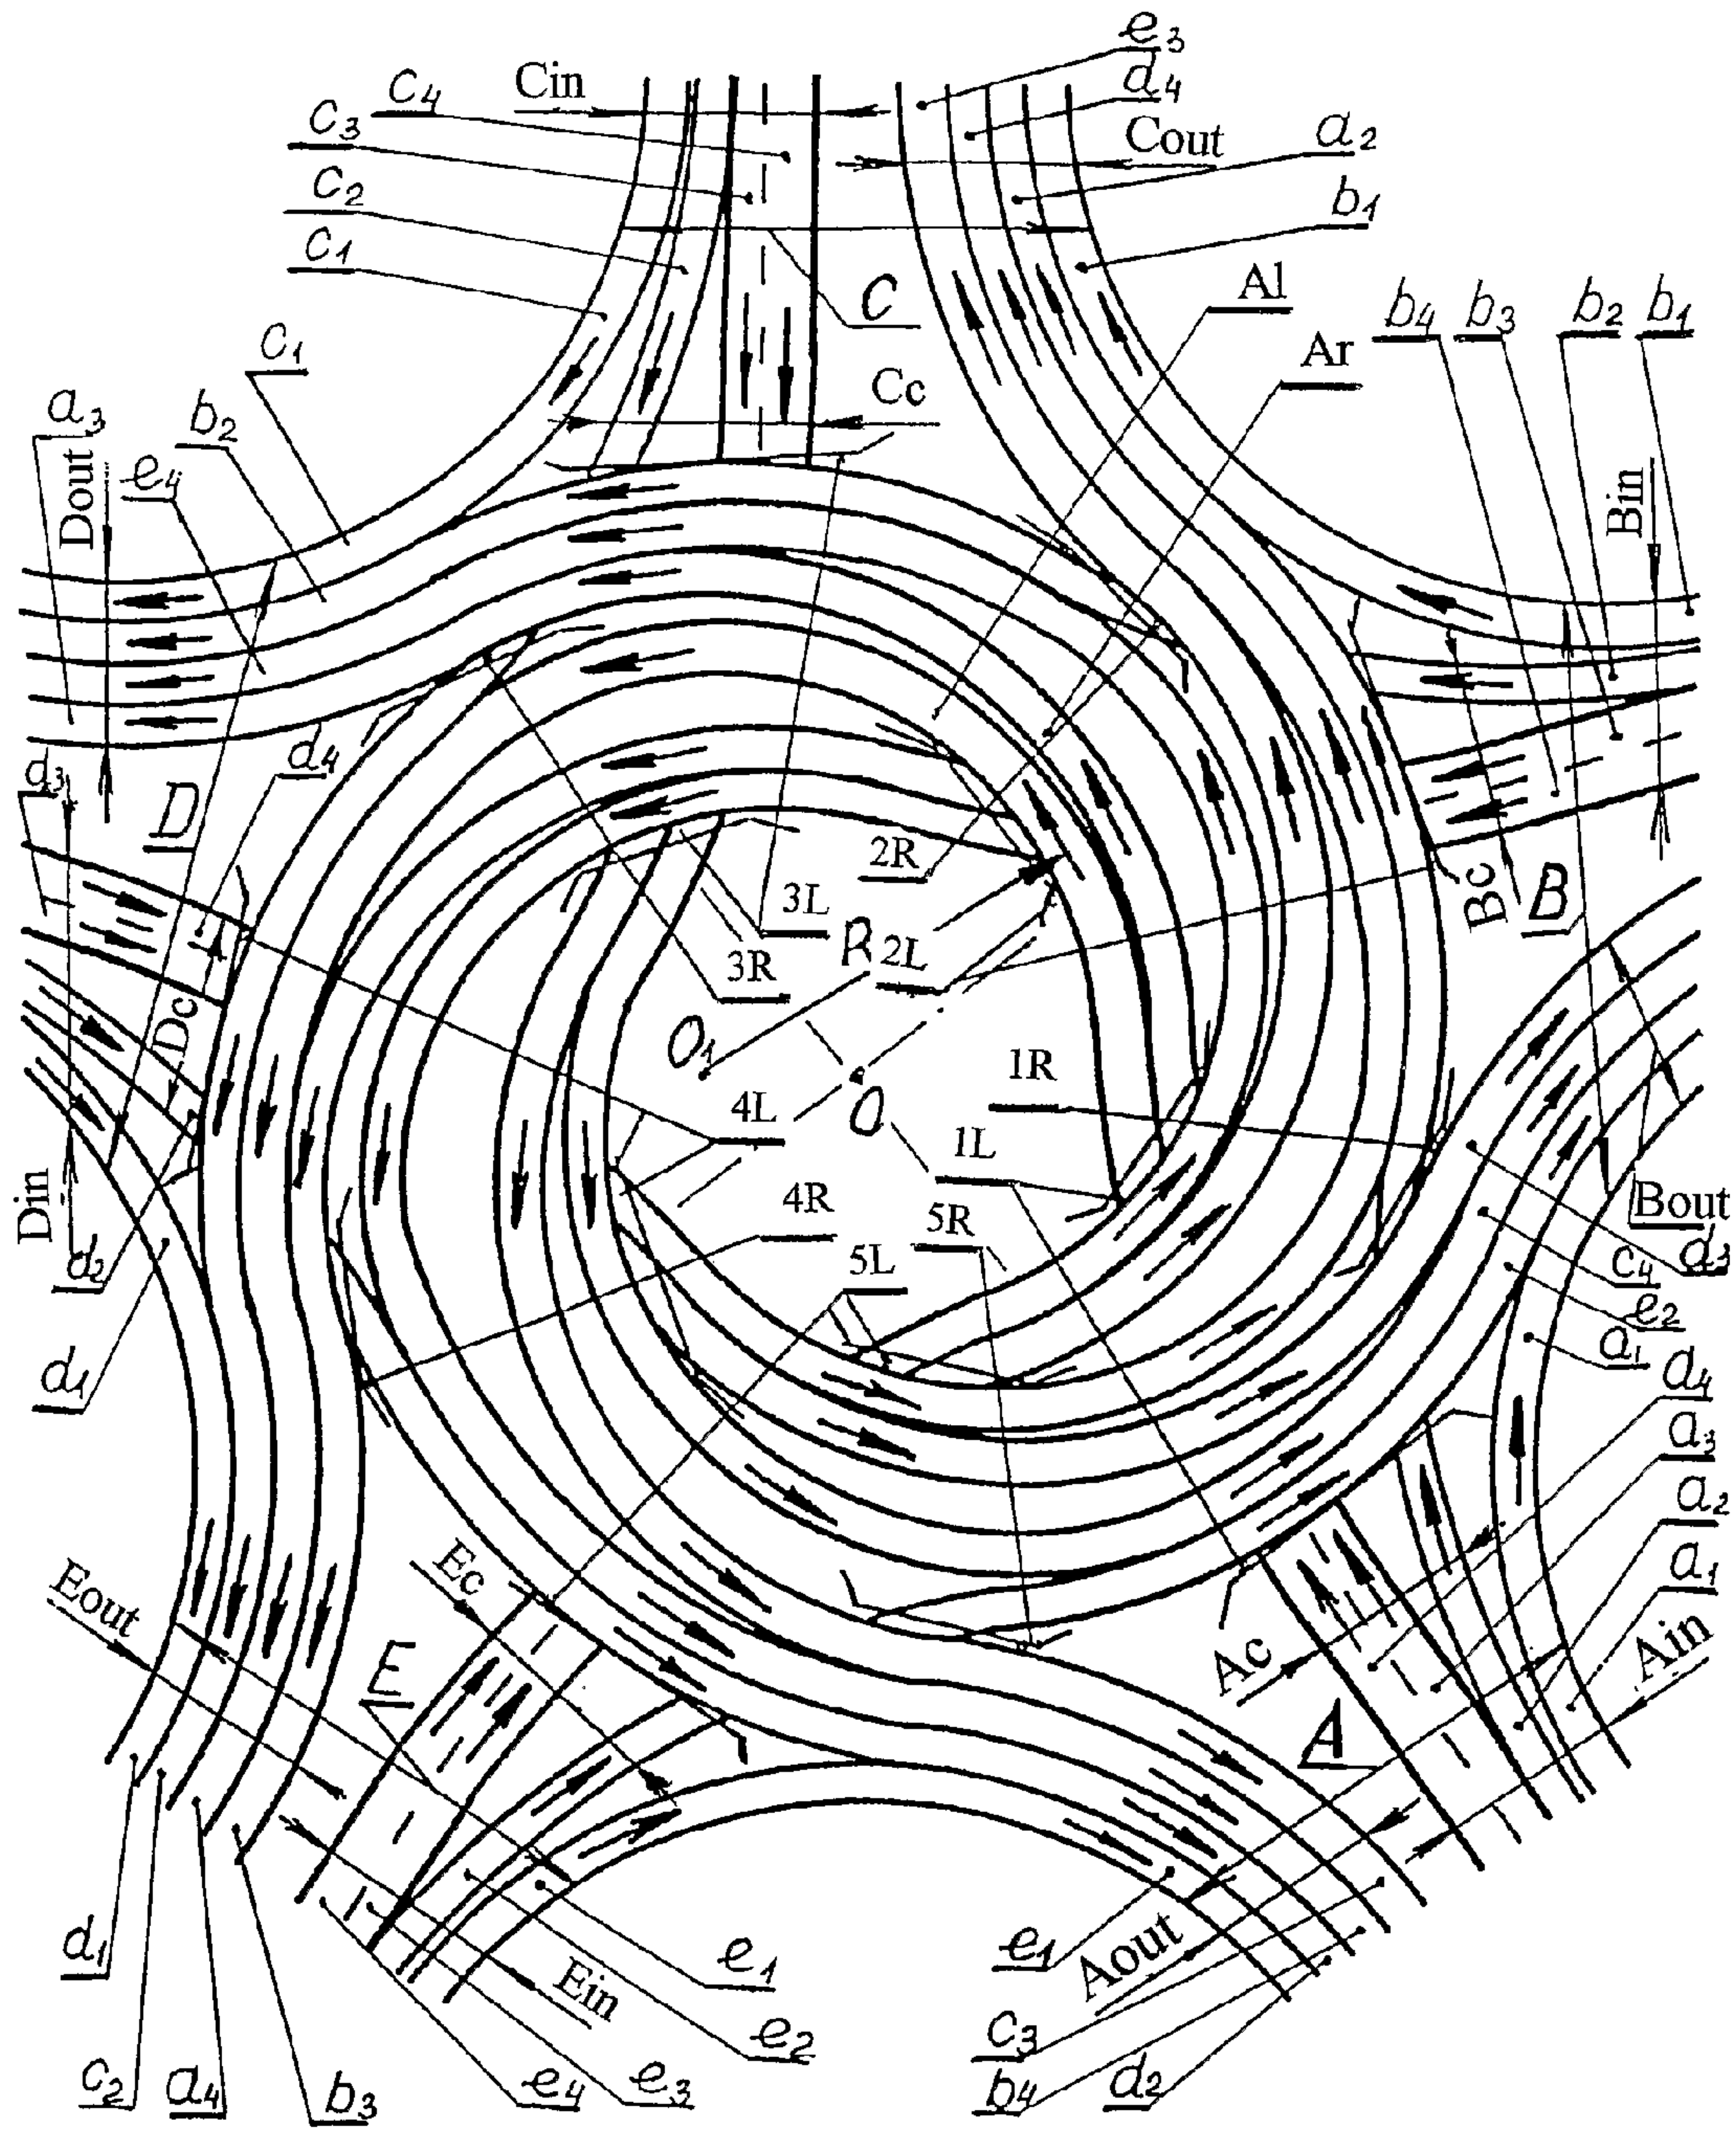 e3
c4
Cin
d4
c3
Cout
a2
c2
b1
c1
C
Al
b4
b3
b2
b1
c1
Ar
a3
b2
Cc
Dout
e4
Bin
d4
d3
D
2R
3L
Bc
B
R
2L
3R
Dc
O1
1R
O
4L
1L
Din
4R
5R
Bout
d2
5L
c4
d3
e2
a1
d1
d4
a3
a2
Eout
Ec
a1
E
Ac
Ain
A
d1
e1
e1
Ein
Aout
c2
a4
b3
e4
e3
e2
c3
b4
d2